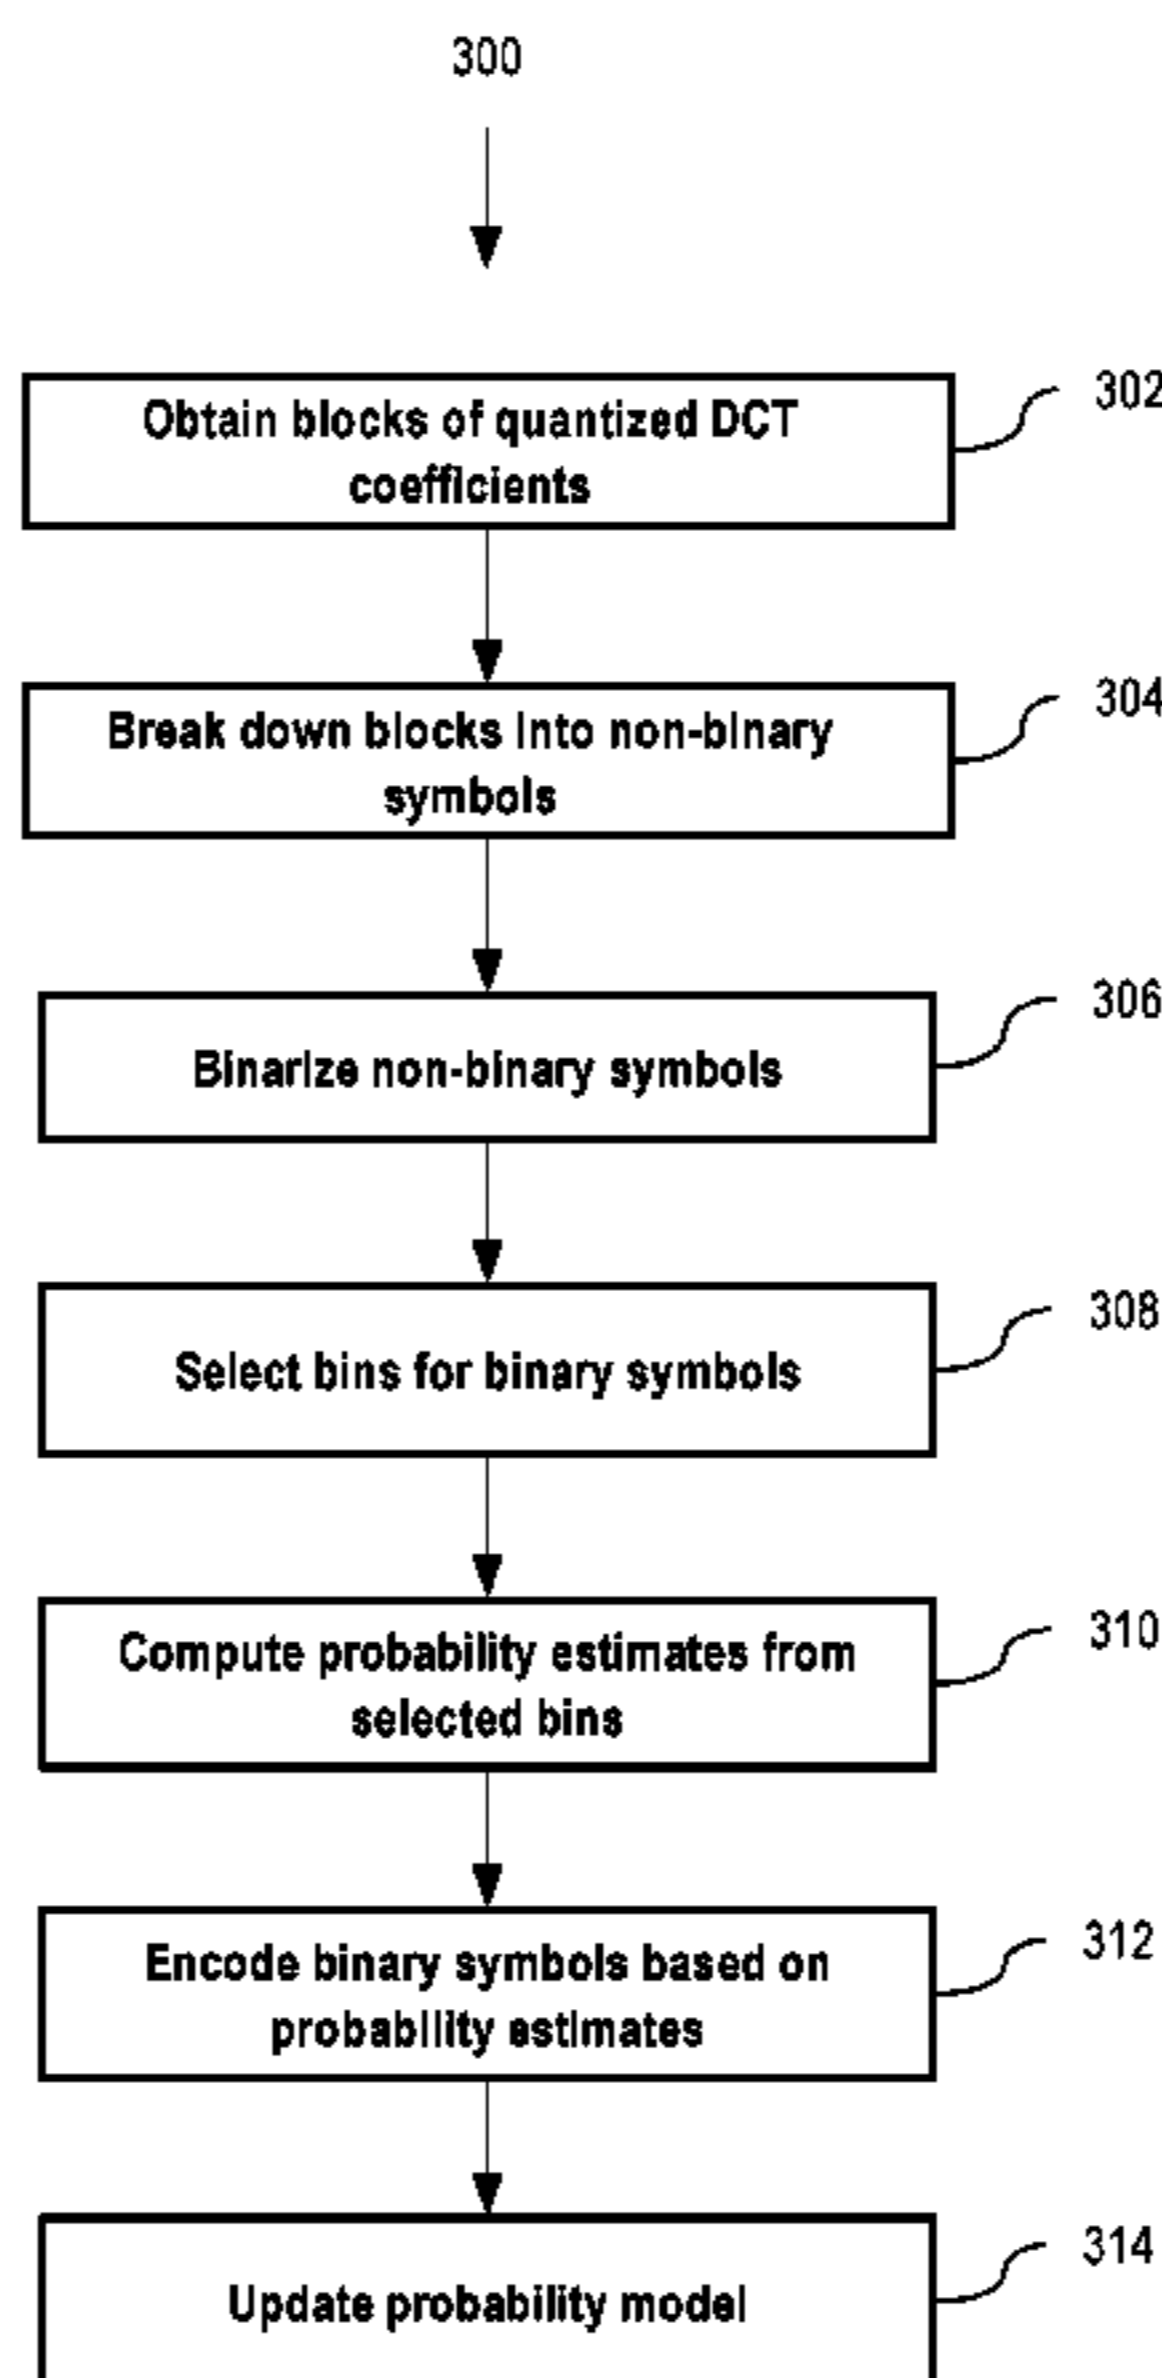 300
302
Obtain blocks of quantized DCT
coefficients
304
Break down blocks into non-binary
symbols
306
Binarize non-binary symbols
308
Select bins for binary symbols
310
Compute probability estimates from
selected bins
312
Encode binary symbols based on
probability estimates
314
Update probability model